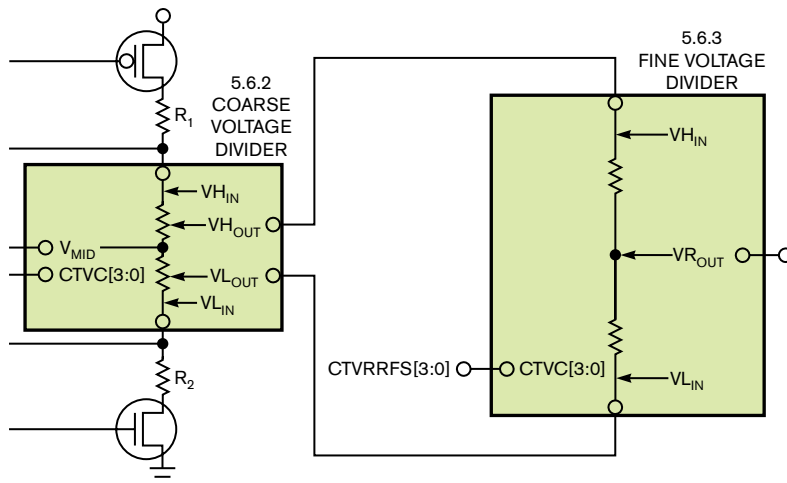 5.6.2
COARSE
VOLTAGE
DIVIDER
R1
VHIN
VHOUT
VMID
CTVC[3:0]
VLOUT
VLIN
R2
5.6.3
FINE VOLTAGE
DIVIDER
VHIN
VROUT
CTVRRFS[3:0]
CTVC[3:0]
VLIN